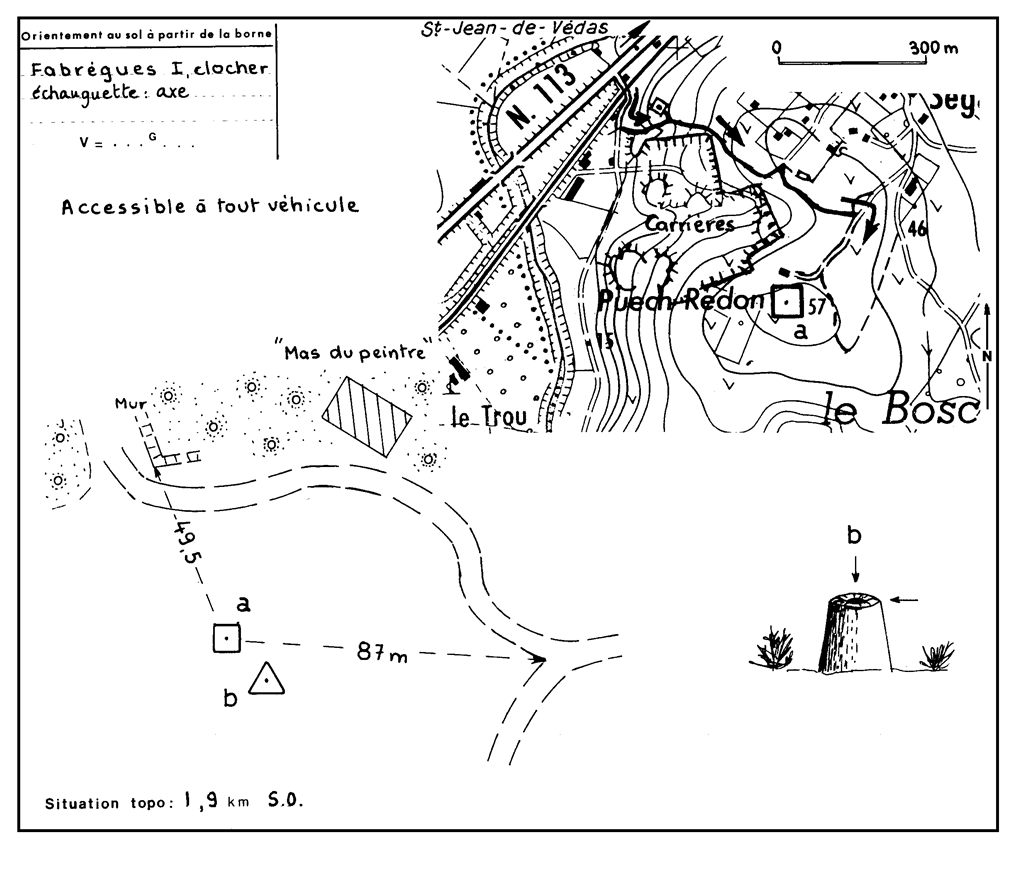 Orientement au sol à partir de la borne
Fabrègues I, clocher
échauguette : axe
V = . . . G . . .
Accessible à tout véhicule
St-Jean-de-Védas
0 300 m
N. 113
Carrières
46
Puech-Redon
57
a
15
N
le Trou
le Bosc
"Mas du peintre"
Mur
49,5
a
87m
b
b
Situation topo: 1,9 km S.O.